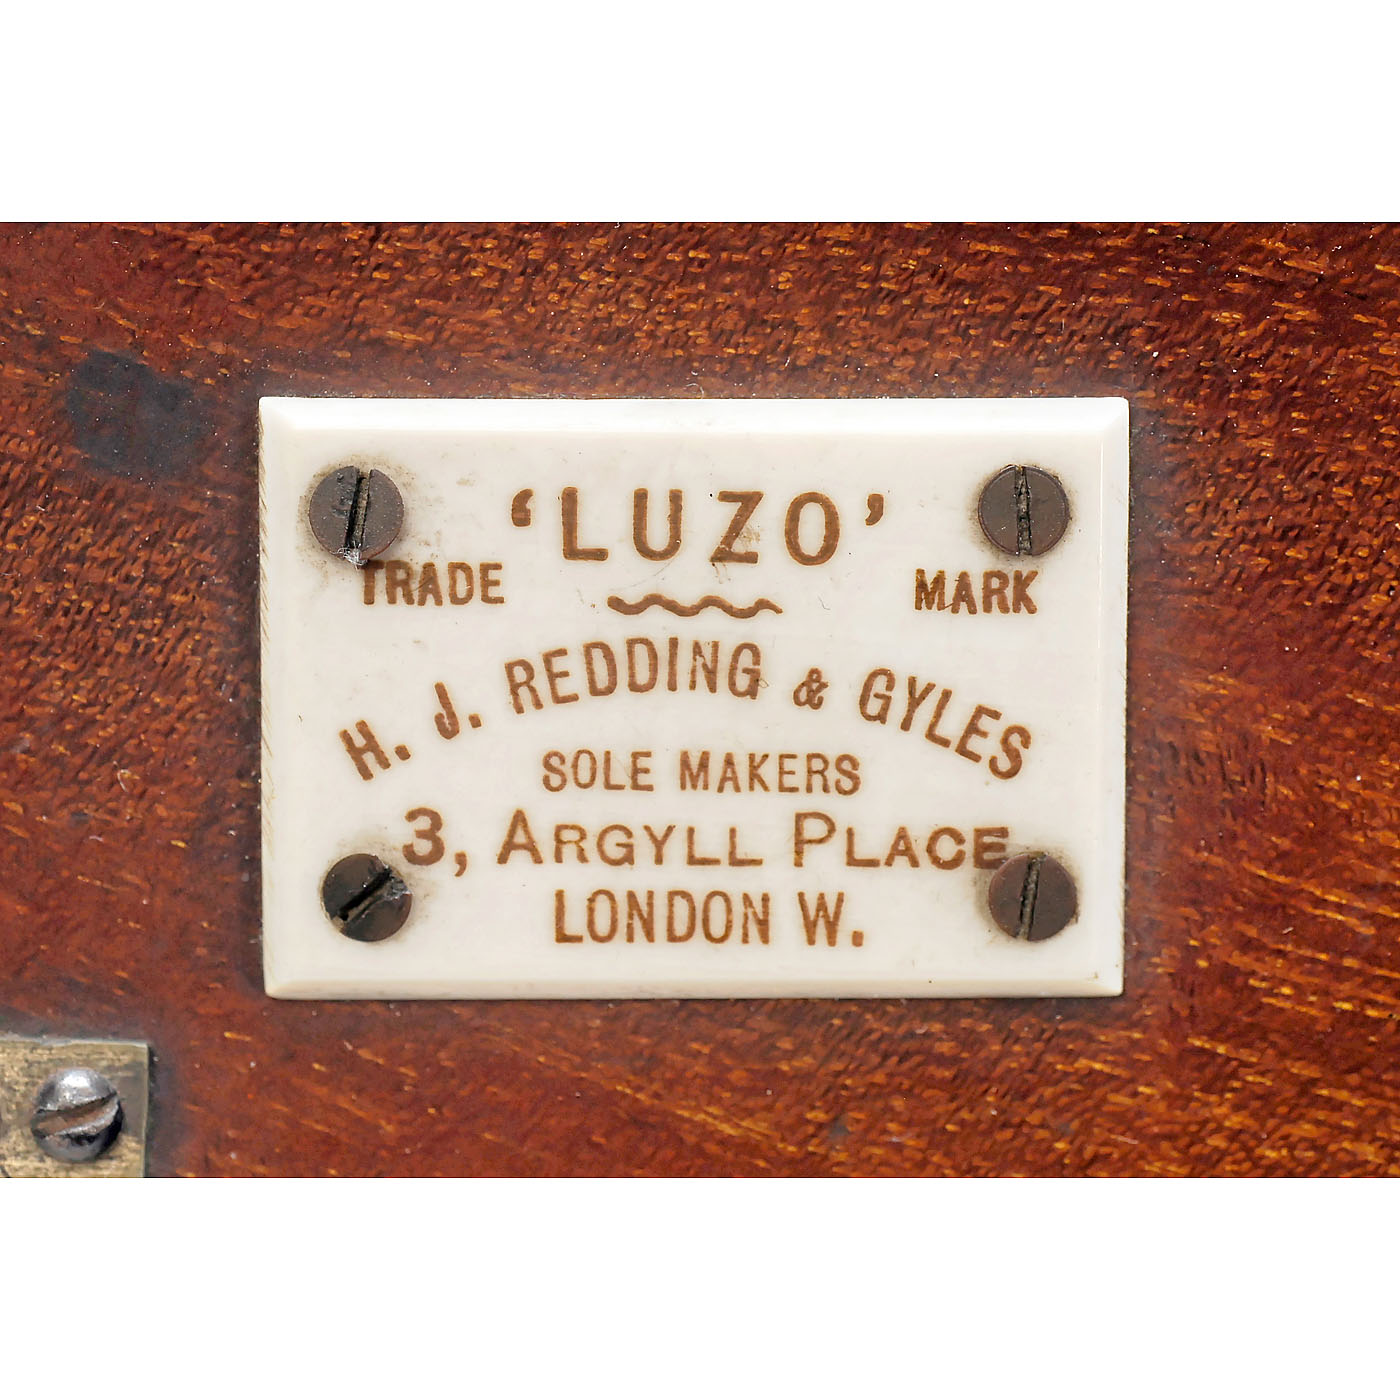 ‘LUZO’
TRADE MARK
H. J. REDDING & GYLES
SOLE MAKERS
3, ARGYLL PLACE
LONDON W.